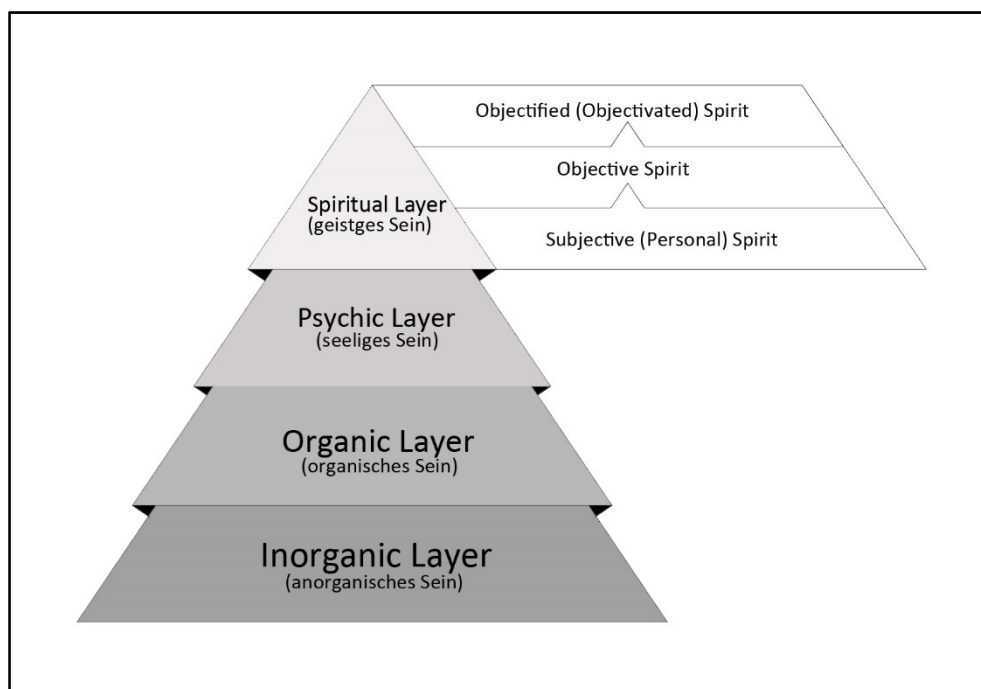 Objectified (Objectivated) Spirit
Objective Spirit
Subjective (Personal) Spirit
Spiritual Layer
(geistges Sein)
Psychic Layer
(seeliges Sein)
Organic Layer
(organisches Sein)
Inorganic Layer
(anorganisches Sein)